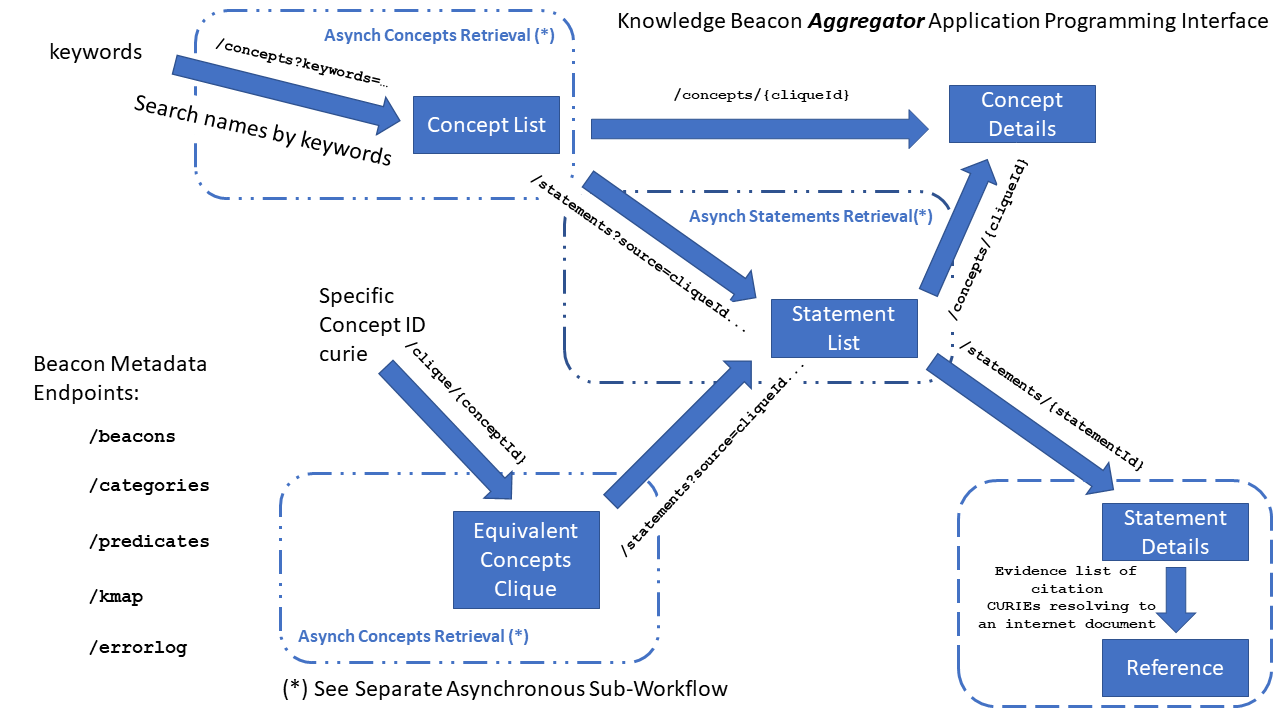 Knowledge Beacon Aggregator Application Programming Interface
Asynch Concepts Retrieval (*)
keywords
/concepts?keywords=…
Search names by keywords
Concept List
/concepts/{cliqueId}
Concept
Details
/statements?source=cliqueId...
Asynch Statements Retrieval(*)
/concepts/{cliqueId}
Statement
List
Specific
Concept ID
curie
/clique/{conceptId}
/statements?source=cliqueId...
/statements/{statementId}
Beacon Metadata
Endpoints:
/beacons
/categories
/predicates
/kmap
/errorlog
Equivalent
Concepts
Clique
Asynch Concepts Retrieval (*)
Statement
Details
Evidence list of
citation
CURIEs resolving to
an internet document
Reference
(*) See Separate Asynchronous Sub-Workflow